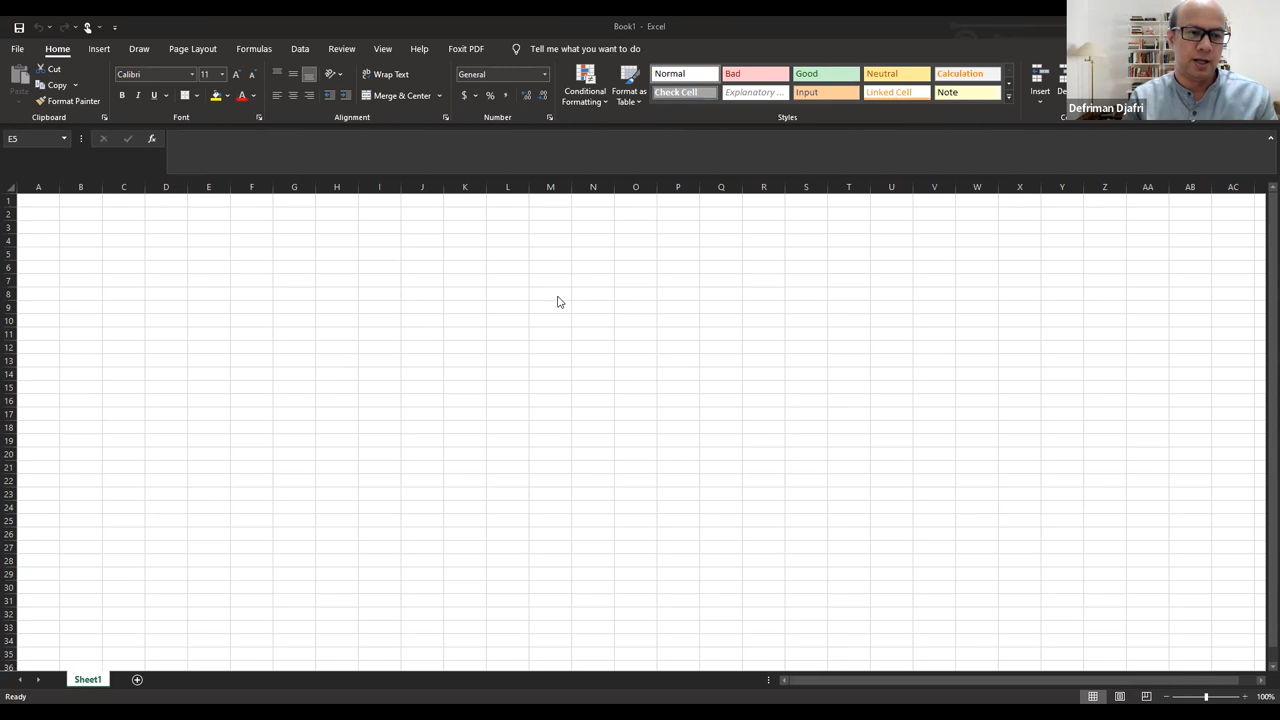 Book1 - Excel
File Home Insert Draw Page Layout Formulas Data Review View Help Foxit PDF Tell me what you want to do
Cut
Copy
Format Painter
Paste
Clipboard
Calibri 11
B I U
Font
Wrap Text
Merge & Center
Alignment
General
$ % ,
Number
Conditional Formatting
Format as Table
Normal Bad Good Neutral Calculation
Check Cell Explanatory ... Input Linked Cell Note
Styles
Insert
Defriman Djafri
E5 fx
A B C D E F G H I J K L M N O P Q R S T U V W X Y Z AA AB AC
1
2
3
4
5
6
7
8
9
10
11
12
13
14
15
16
17
18
19
20
21
22
23
24
25
26
27
28
29
30
31
32
33
34
35
36
Sheet1
Ready 100%